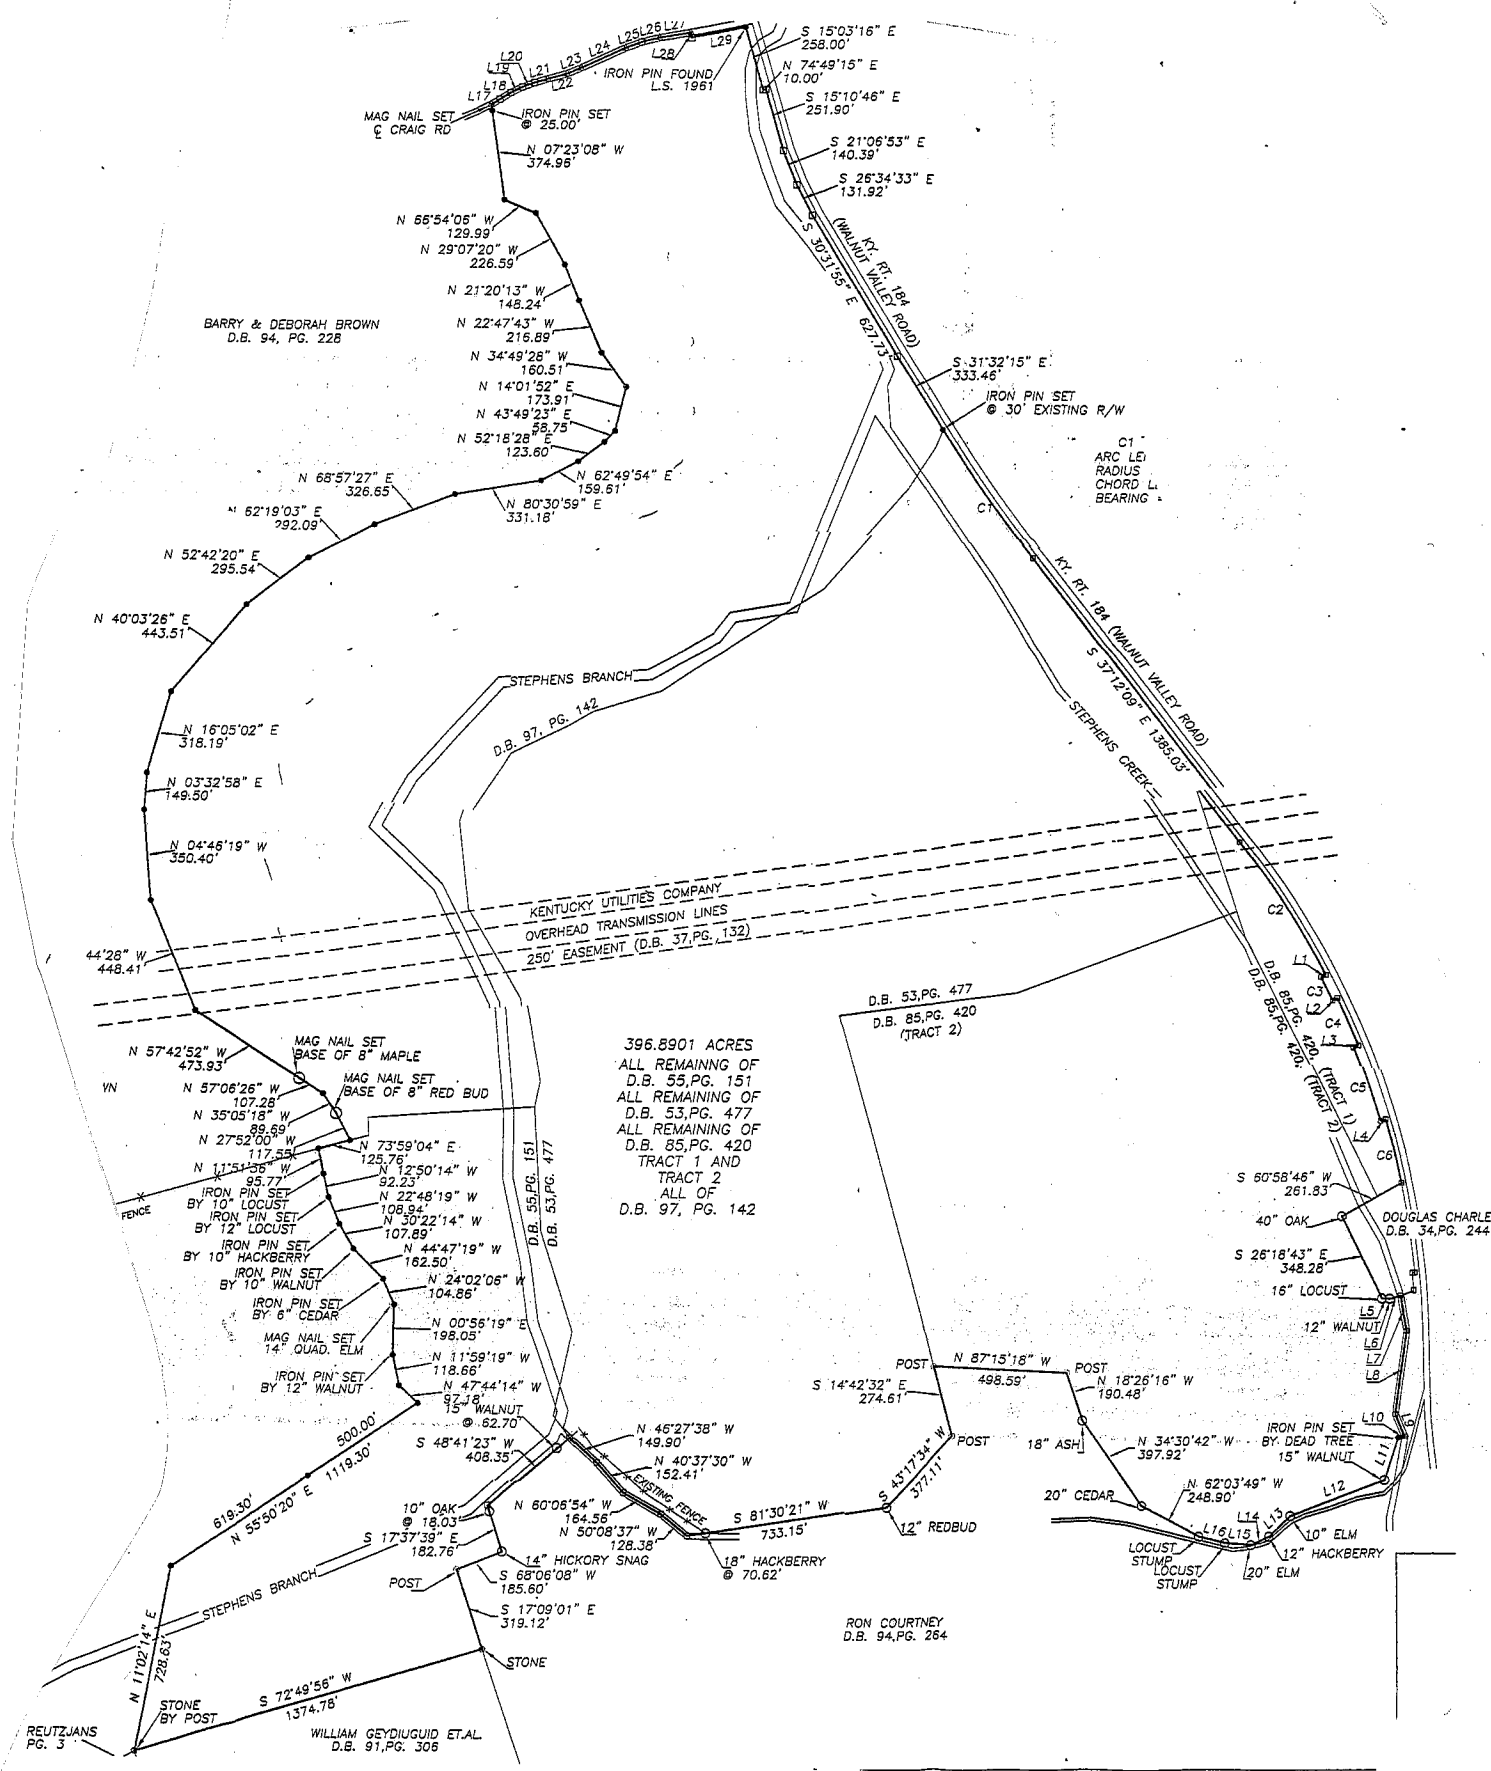 L17
L18
L19
L20
L21
L22
L23
L24
L25
L26
L27
L28
L29
IRON PIN FOUND
L.S. 1961
S 15°03'16" E
258.00'
N 74°49'15" E
10.00'
S 15°10'46" E
251.90'
S 21°06'53" E
140.39'
S 26°34'33" E
131.92'
MAG NAIL SET
℄ CRAIG RD
IRON PIN SET
@ 25.00'
N 07°23'08" W
374.96'
N 66°54'06" W
129.99'
N 29°07'20" W
226.59'
N 21°20'13" W
148.24'
BARRY & DEBORAH BROWN
D.B. 94, PG. 228
N 22°47'43" W
216.89'
N 34°49'28" W
160.51'
N 14°01'52" E
173.91'
N 43°49'23" E
58.75'
N 52°18'28" E
123.60'
S 30°31'55" E 627.73'
KY. RT. 184
(WALNUT VALLEY ROAD)
S 31°32'15" E
333.46'
IRON PIN SET
@ 30' EXISTING R/W
C1
ARC LE
RADIUS
CHORD L
BEARING =
N 62°49'54" E
159.61'
N 68°57'27" E
326.65'
N 80°30'59" E
331.18'
N 62°19'03" E
292.09'
N 52°42'20" E
295.54'
C1
N 40°03'26" E
443.51'
KY. RT. 184 (WALNUT VALLEY ROAD)
S 37°12'09" E 1385.03'
STEPHENS BRANCH
D.B. 97, PG. 142
STEPHENS CREEK
N 16°05'02" E
318.19'
N 03°32'58" E
149.50'
N 04°46'19" W
350.40'
KENTUCKY UTILITIES COMPANY
OVERHEAD TRANSMISSION LINES
250' EASEMENT (D.B. 37,PG. 132)
44'28" W
448.41'
C2
L1
C3
L2
C4
L3
C5
L4
C6
D.B. 85,PG. 420, (TRACT 1)
D.B. 85,PG. 420, (TRACT 2)
D.B. 53,PG. 477
D.B. 85,PG. 420
(TRACT 2)
N 57°42'52" W
473.93'
MAG NAIL SET
BASE OF 8" MAPLE
396.8901 ACRES
ALL REMAINNG OF
D.B. 55,PG. 151
ALL REMAINING OF
D.B. 53,PG. 477
ALL REMAINING OF
D.B. 85,PG. 420
TRACT 1 AND
TRACT 2
ALL OF
D.B. 97, PG. 142
VN
N 57°06'26" W
107.28'
MAG NAIL SET
BASE OF 8" RED BUD
N 35°05'18" W
89.69'
N 27°52'00" W
117.55'
N 73°59'04" E
125.76'
N 11°51'36" W
95.77'
N 12°50'14" W
92.23'
FENCE
IRON PIN SET
BY 10" LOCUST
N 22°48'19" W
108.94'
IRON PIN SET
BY 12" LOCUST
N 30°22'14" W
107.89'
IRON PIN SET
BY 10" HACKBERRY
N 44°47'19" W
162.50'
IRON PIN SET
BY 10" WALNUT
N 24°02'06" W
104.86'
IRON PIN SET
BY 6" CEDAR
N 00°56'19" E
198.05'
MAG NAIL SET
14" QUAD. ELM
N 11°59'19" W
118.66'
IRON PIN SET
BY 12" WALNUT
N 47°44'14" W
97.18'
D.B. 55,PG. 151
D.B. 53,PG. 477
S 60°58'46" W
261.83'
40" OAK
DOUGLAS CHARLE
D.B. 34,PG. 244
S 26°18'43" E
348.28'
16" LOCUST
L5
12" WALNUT
L6
L7
L8
POST
N 87°15'18" W
498.59'
POST
S 14°42'32" E
274.61'
N 18°26'16" W
190.48'
15" WALNUT
@ 62.70'
S 48°41'23" W
408.35'
N 46°27'38" W
149.90'
POST
18" ASH
N 34°30'42" W
397.92'
L10
L9
IRON PIN SET
BY DEAD TREE
15" WALNUT
L11
500.00'
1119.30'
619.30'
N 55°50'20" E
N 40°37'30" W
152.41'
EXISTING FENCE
S 43°17'34" W
377.11'
N 62°03'49" W
248.90'
L12
10" OAK
@ 18.03'
N 60°06'54" W
164.56'
S 81°30'21" W
733.15'
20" CEDAR
12" REDBUD
S 17°37'39" E
182.76'
N 50°08'37" W
128.38'
L13
L14
L15
L16
10" ELM
12" HACKBERRY
20" ELM
LOCUST
STUMP
LOCUST
STUMP
14" HICKORY SNAG
18" HACKBERRY
@ 70.62'
POST
S 68°06'08" W
185.60'
STEPHENS BRANCH
S 17°09'01" E
319.12'
RON COURTNEY
D.B. 94,PG. 264
N 11°02'14" E
728.63'
STONE
S 72°49'56" W
1374.78'
STONE
BY POST
REUTZJANS
PG. 3
WILLIAM GEYDIUGUID ET.AL.
D.B. 91,PG. 306